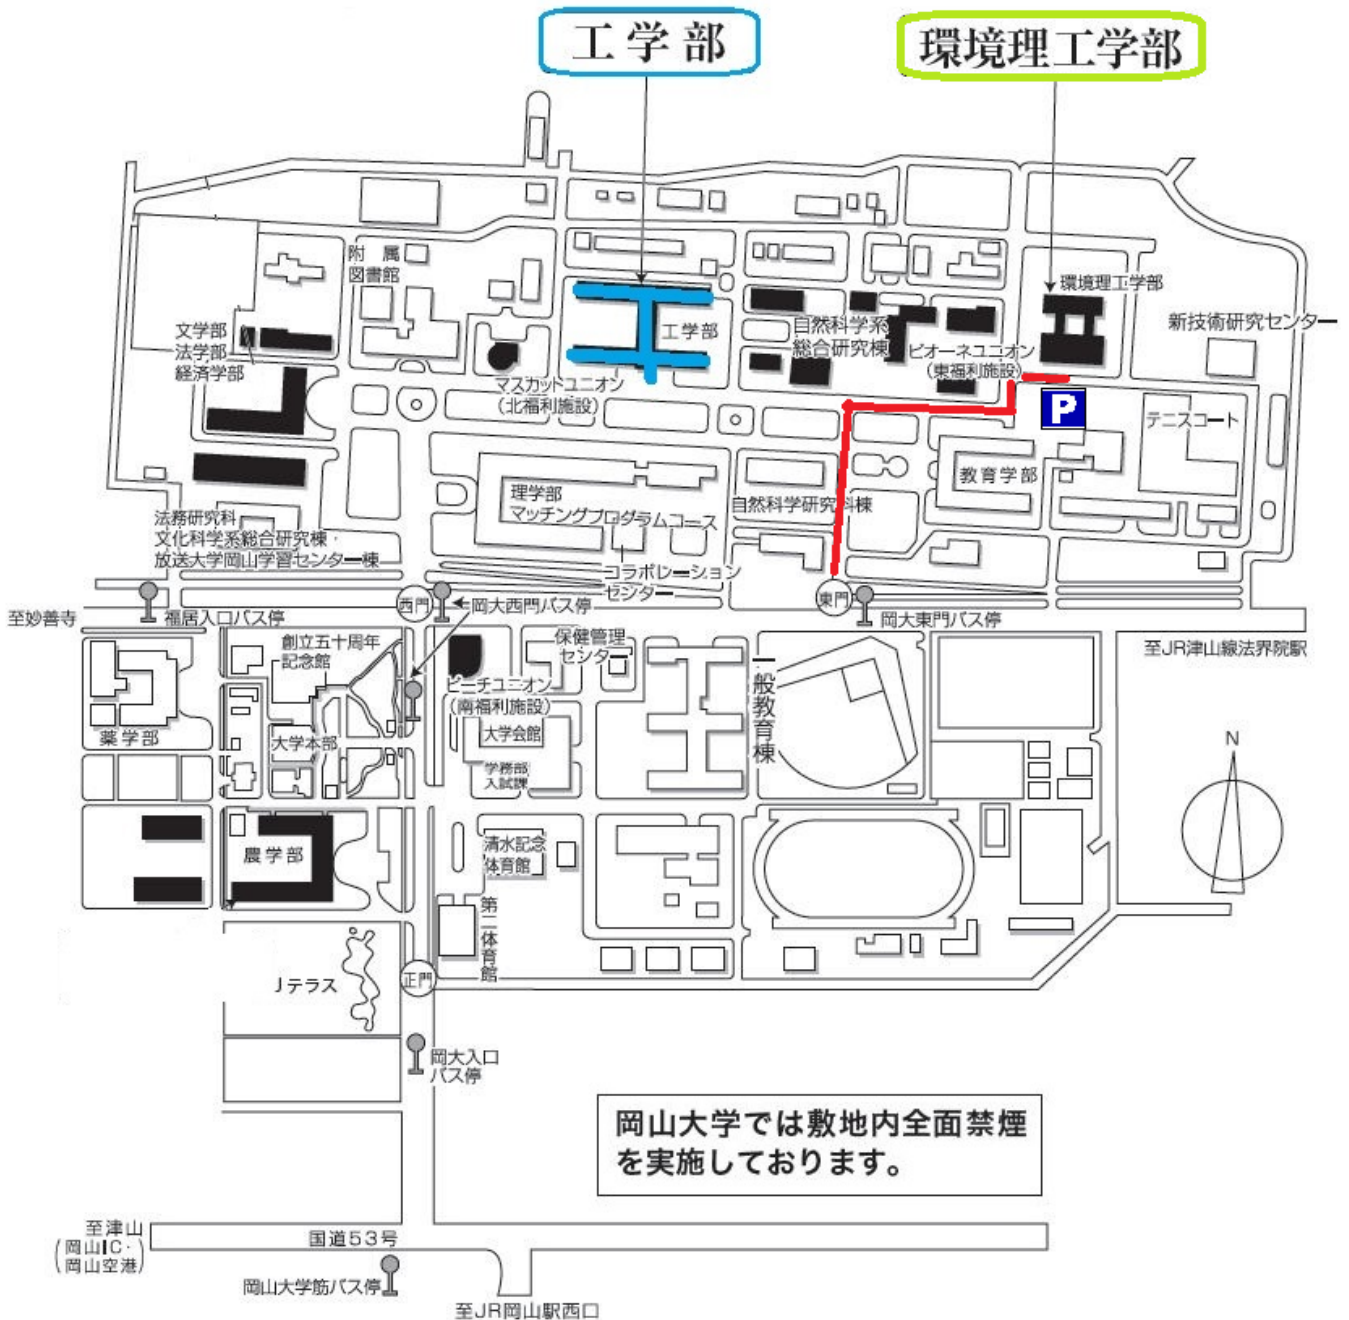 工学部
環境理工学部
附属
図書館
環境理工学部
新技術研究センター
文学部
法学部
経済学部
工学部
自然科学系
総合研究棟
ピオーネユニオン
(東福利施設)
マスカットユニオン
(北福利施設)
P
テニスコート
教育学部
理学部
マッチングプログラムコース
自然科学研究科棟
法務研究科
文化科学系総合研究棟・
放送大学岡山学習センター棟
コラボレーション
センター
西門
東門
至妙善寺
福居入口バス停
岡大西門バス停
岡大東門バス停
至JR津山線法界院駅
創立五十周年
記念館
保健管理
センター
ピーチユニオン
(南福利施設)
一般教育棟
薬学部
大学本部
大学会館
学務部
入試課
N
農学部
清水記念
体育館
第二体育館
Jテラス
正門
岡大入口
バス停
岡山大学では敷地内全面禁煙
を実施しております。
至津山
(岡山IC・
岡山空港)
国道53号
岡山大学筋バス停
至JR岡山駅西口